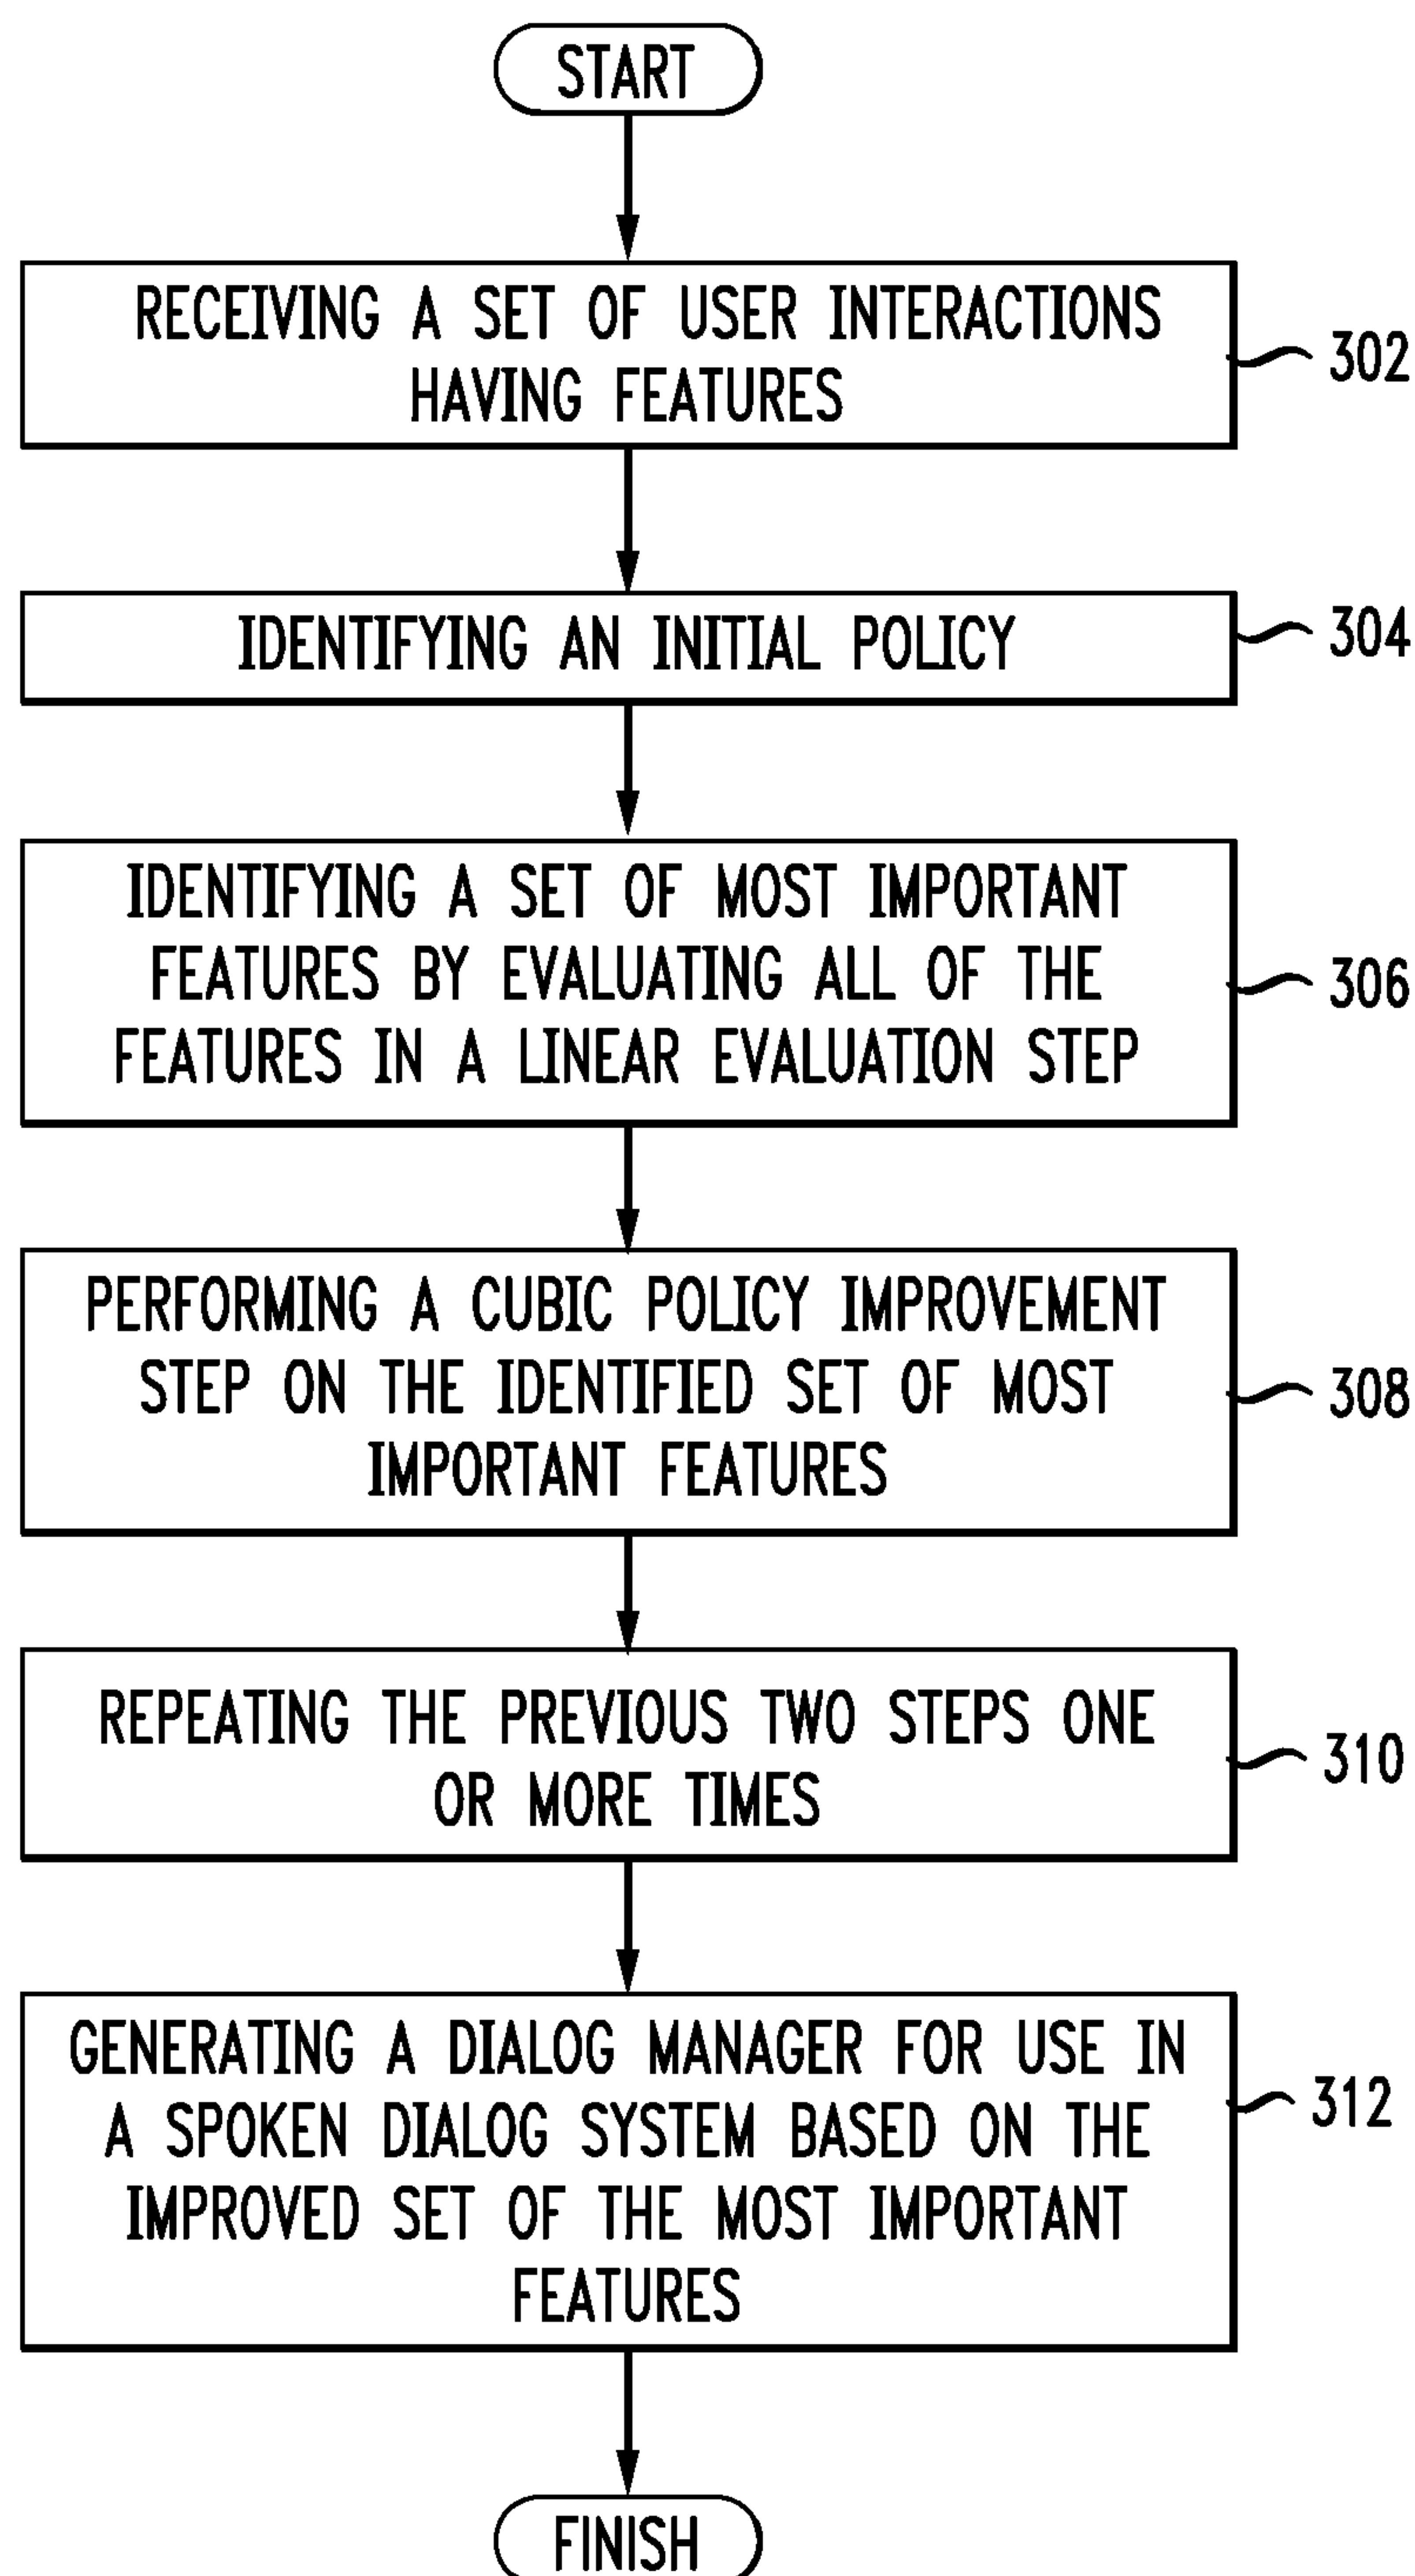 START
RECEIVING A SET OF USER INTERACTIONS
HAVING FEATURES
302
IDENTIFYING AN INITIAL POLICY
304
IDENTIFYING A SET OF MOST IMPORTANT
FEATURES BY EVALUATING ALL OF THE
FEATURES IN A LINEAR EVALUATION STEP
306
PERFORMING A CUBIC POLICY IMPROVEMENT
STEP ON THE IDENTIFIED SET OF MOST
IMPORTANT FEATURES
308
REPEATING THE PREVIOUS TWO STEPS ONE
OR MORE TIMES
310
GENERATING A DIALOG MANAGER FOR USE IN
A SPOKEN DIALOG SYSTEM BASED ON THE
IMPROVED SET OF THE MOST IMPORTANT
FEATURES
312
FINISH